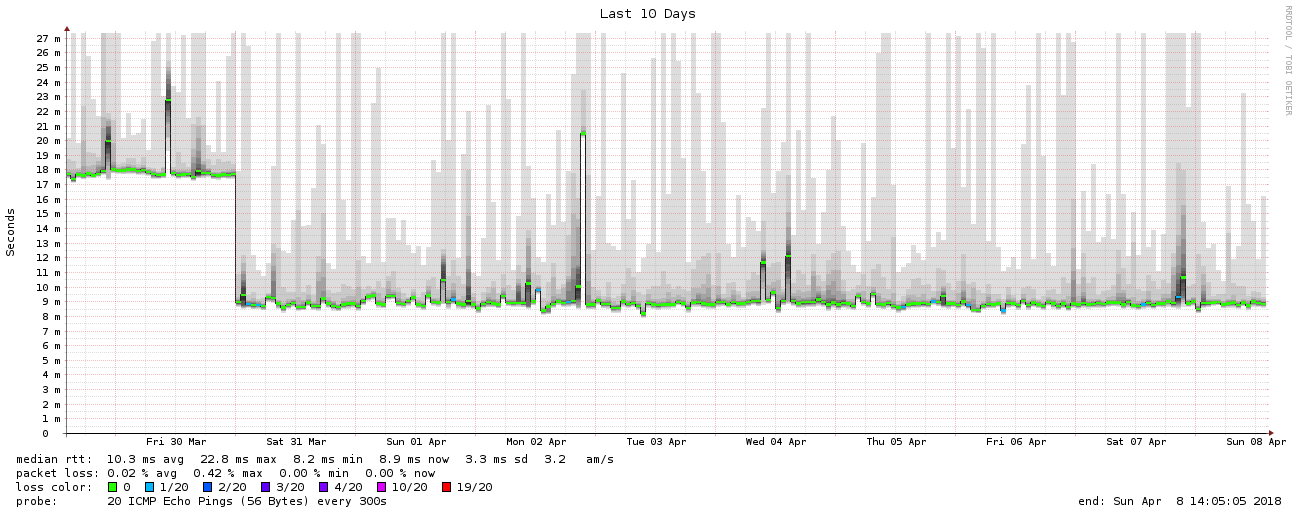 Last 10 Days
RRDTOOL / TOBI OETIKER
Seconds
27 m
26 m
25 m
24 m
23 m
22 m
21 m
20 m
19 m
18 m
17 m
16 m
15 m
14 m
13 m
12 m
11 m
10 m
9 m
8 m
7 m
6 m
5 m
4 m
3 m
2 m
1 m
0
Fri 30 Mar Sat 31 Mar Sun 01 Apr Mon 02 Apr Tue 03 Apr Wed 04 Apr Thu 05 Apr Fri 06 Apr Sat 07 Apr Sun 08 Apr
median rtt: 10.3 ms avg 22.8 ms max 8.2 ms min 8.9 ms now 3.3 ms sd 3.2 am/s
packet loss: 0.02 % avg 0.42 % max 0.00 % min 0.00 % now
loss color: 0 1/20 2/20 3/20 4/20 10/20 19/20
probe: 20 ICMP Echo Pings (56 Bytes) every 300s end: Sun Apr 8 14:05:05 2018